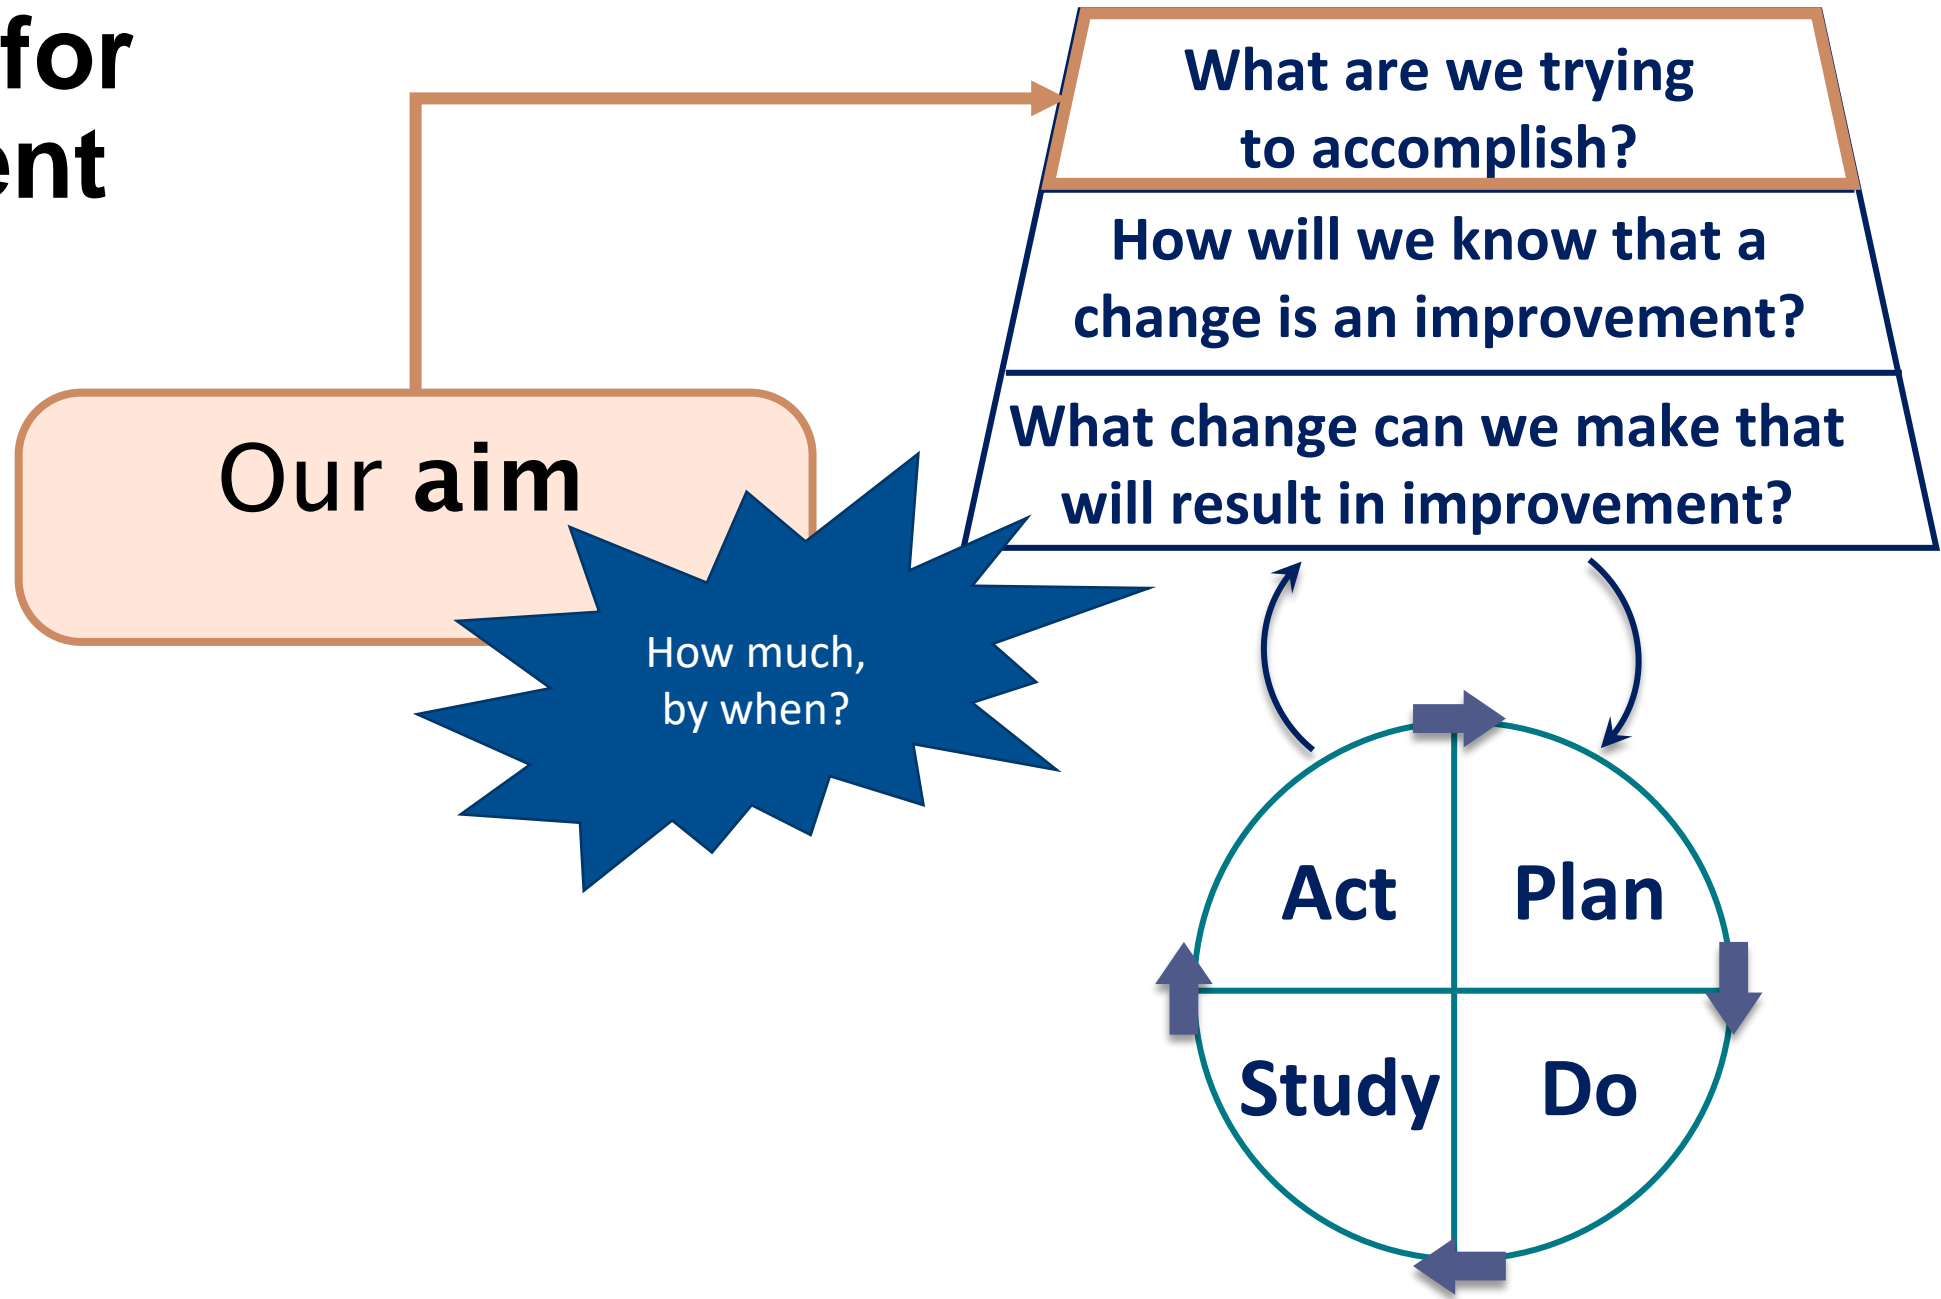 for
ent
What are we trying
to accomplish?
How will we know that a
change is an improvement?
What change can we make that
will result in improvement?
Our aim
How much,
by when?
Act
Plan
Study
Do